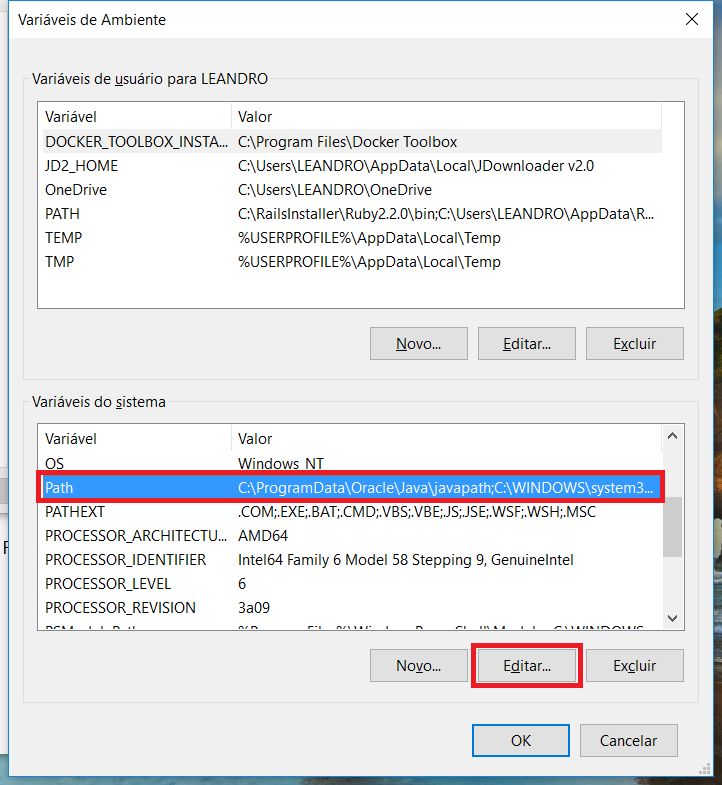 Variáveis de Ambiente
Variáveis de usuário para LEANDRO
Variável Valor
DOCKER_TOOLBOX_INSTA... C:\Program Files\Docker Toolbox
JD2_HOME C:\Users\LEANDRO\AppData\Local\JDownloader v2.0
OneDrive C:\Users\LEANDRO\OneDrive
PATH C:\RailsInstaller\Ruby2.2.0\bin;C:\Users\LEANDRO\AppData\R...
TEMP %USERPROFILE%\AppData\Local\Temp
TMP %USERPROFILE%\AppData\Local\Temp
Novo... Editar... Excluir
Variáveis do sistema
Variável Valor
OS Windows_NT
Path C:\ProgramData\Oracle\Java\javapath;C:\WINDOWS\system3...
PATHEXT .COM;.EXE;.BAT;.CMD;.VBS;.VBE;.JS;.JSE;.WSF;.WSH;.MSC
PROCESSOR_ARCHITECTU... AMD64
PROCESSOR_IDENTIFIER Intel64 Family 6 Model 58 Stepping 9, GenuineIntel
PROCESSOR_LEVEL 6
PROCESSOR_REVISION 3a09
Novo... Editar... Excluir
OK Cancelar